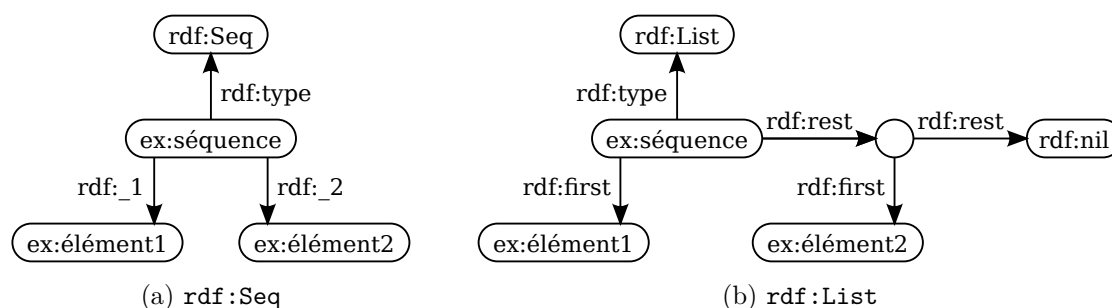 rdf:Seq
rdf:type
ex:séquence
rdf:_1
rdf:_2
ex:élément1
ex:élément2
(a) rdf:Seq
rdf:List
rdf:type
ex:séquence
rdf:rest
rdf:rest
rdf:nil
rdf:first
rdf:first
ex:élément1
ex:élément2
(b) rdf:List